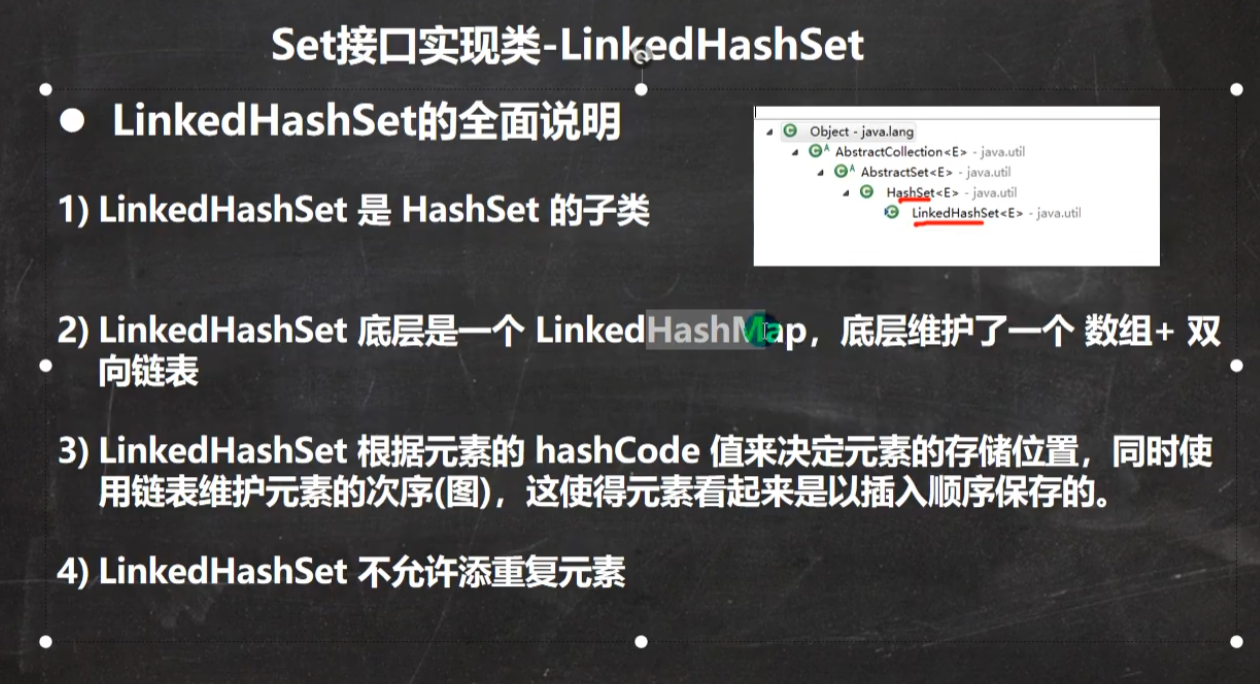 Set接口实现类-LinkedHashSet
● LinkedHashSet的全面说明
Object - java.lang
AbstractCollection<E> - java.util
AbstractSet<E> - java.util
HashSet<E> - java.util
LinkedHashSet<E> - java.util
1) LinkedHashSet 是 HashSet 的子类
2) LinkedHashSet 底层是一个 LinkedHashMap，底层维护了一个 数组+ 双
向链表
3) LinkedHashSet 根据元素的 hashCode 值来决定元素的存储位置，同时使
用链表维护元素的次序(图)，这使得元素看起来是以插入顺序保存的。
4) LinkedHashSet 不允许添重复元素